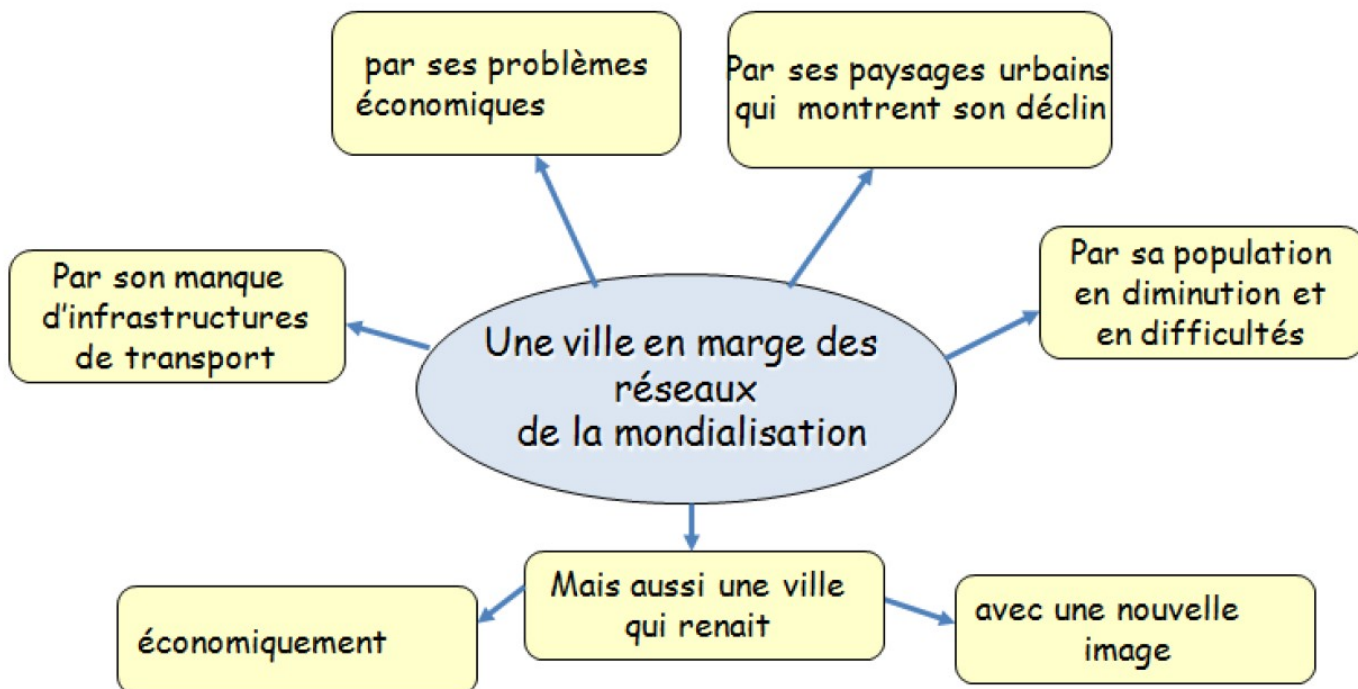 par ses problèmes
économiques
Par ses paysages urbains
qui montrent son déclin
Par son manque
d'infrastructures
de transport
Par sa population
en diminution et
en difficultés
Une ville en marge des
réseaux
de la mondialisation
Mais aussi une ville
qui renait
économiquement
avec une nouvelle
image